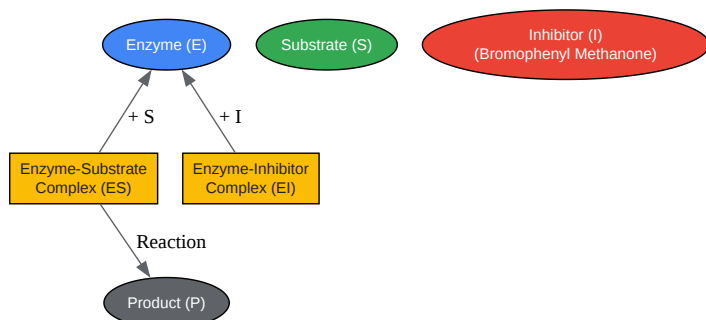 Enzyme (E)
Substrate (S)
Inhibitor (I)
(Bromophenyl Methanone)
+ S
+ I
Enzyme-Substrate
Complex (ES)
Enzyme-Inhibitor
Complex (EI)
Reaction
Product (P)